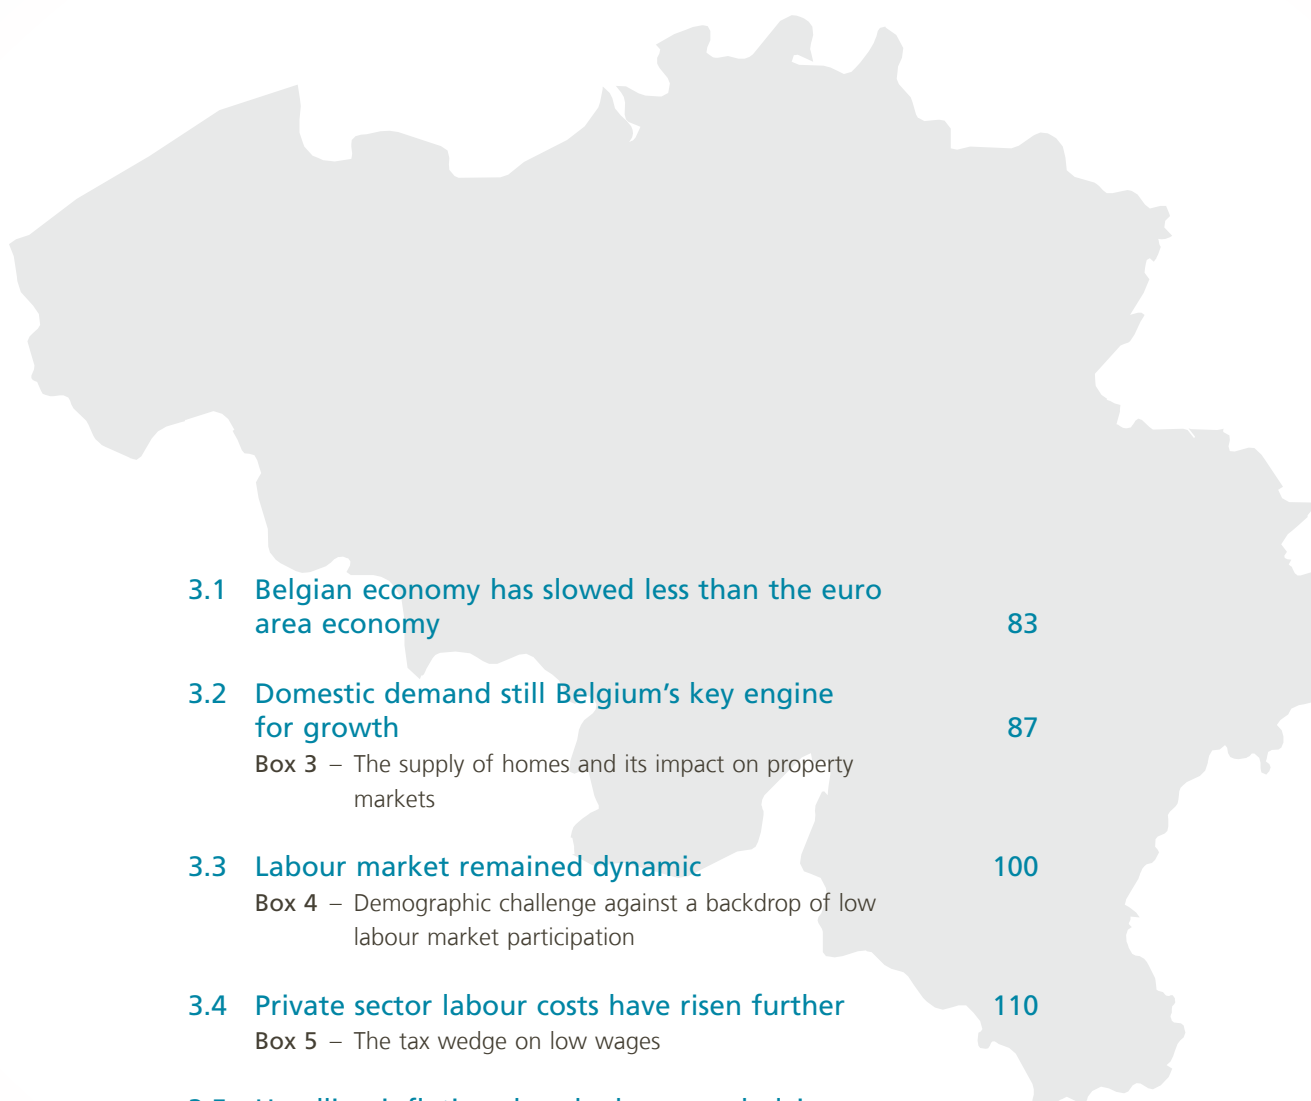 3.1 Belgian economy has slowed less than the euro
area economy 83
3.2 Domestic demand still Belgium's key engine
for growth 87
Box 3 – The supply of homes and its impact on property
markets
3.3 Labour market remained dynamic 100
Box 4 – Demographic challenge against a backdrop of low
labour market participation
3.4 Private sector labour costs have risen further 110
Box 5 – The tax wedge on low wages